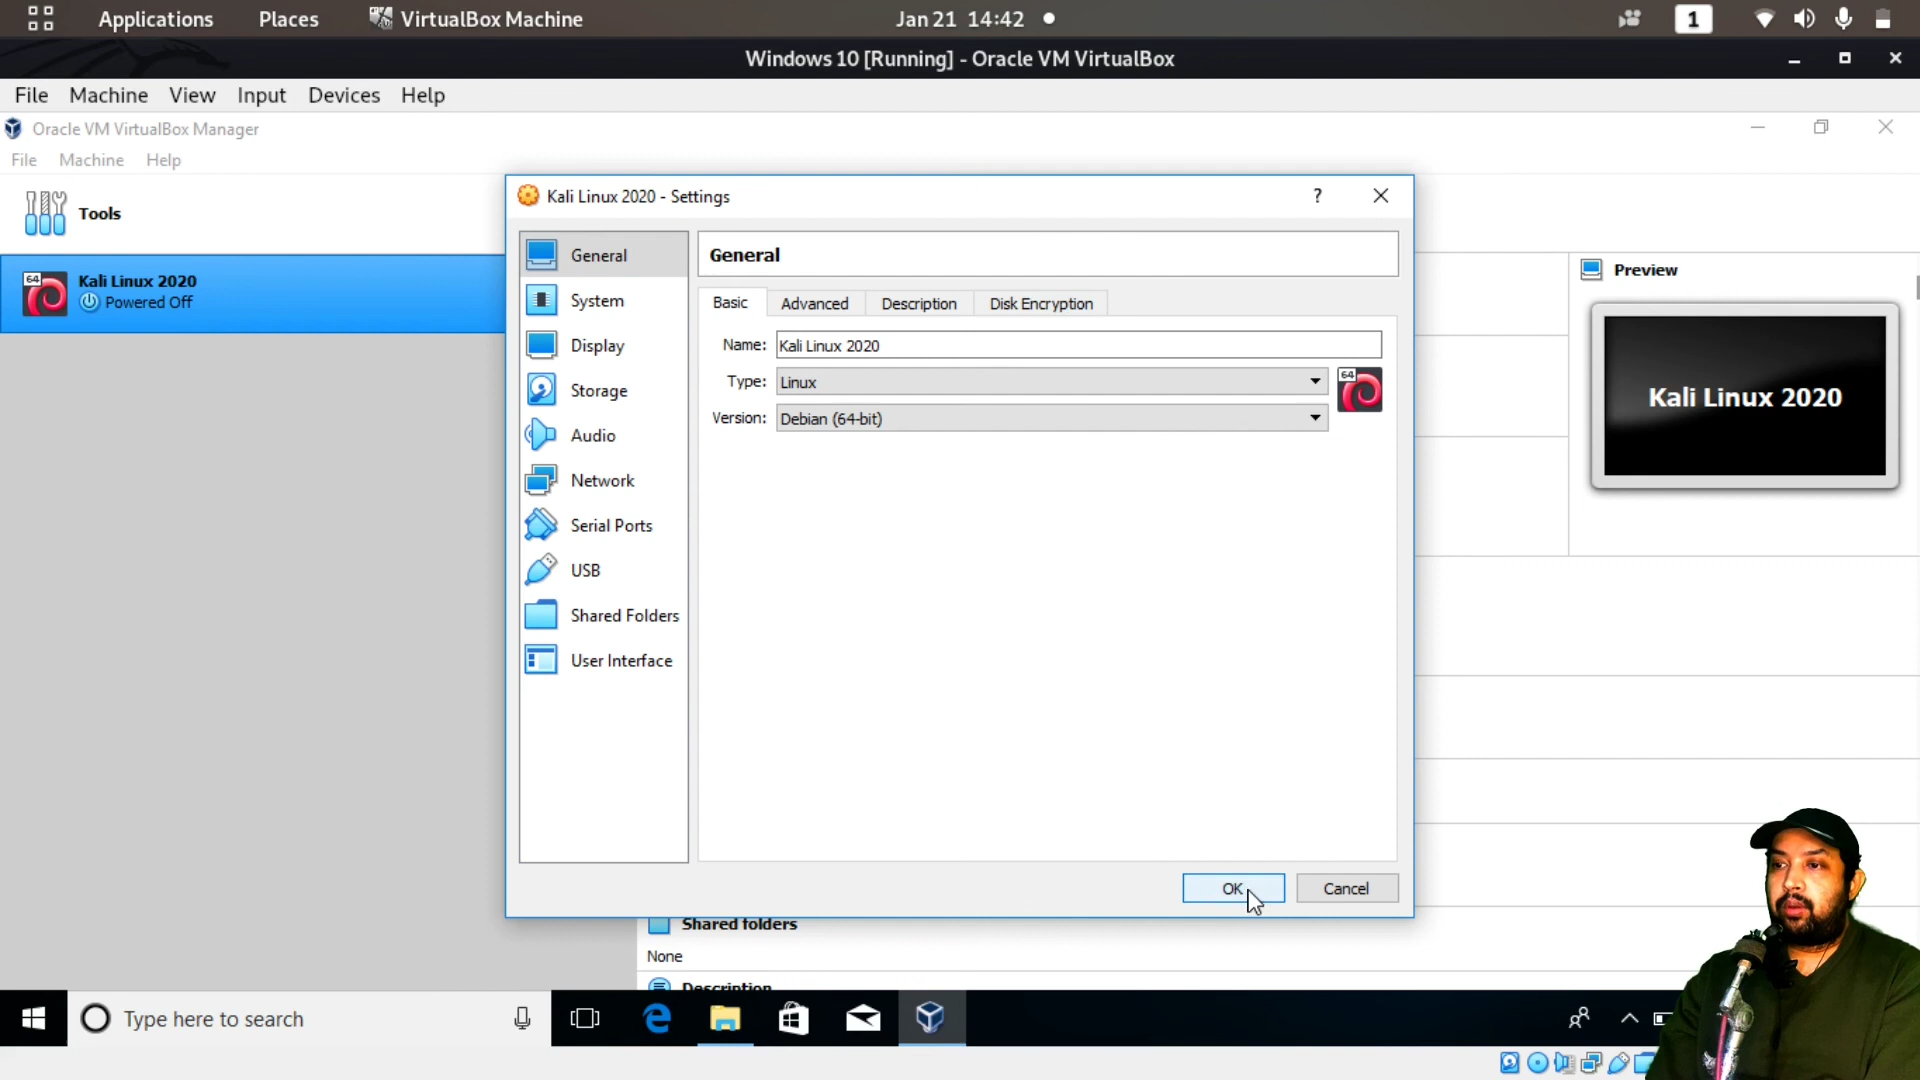 Applications Places VirtualBox Machine Jan 21 14:42 1
Windows 10 [Running] - Oracle VM VirtualBox
File Machine View Input Devices Help
Oracle VM VirtualBox Manager
File Machine Help
Tools
64 Kali Linux 2020
Powered Off
Kali Linux 2020 - Settings ?
General
System
Display
Storage
Audio
Network
Serial Ports
USB
Shared Folders
User Interface
General
Basic Advanced Description Disk Encryption
Name: Kali Linux 2020
Type: Linux 64
Version: Debian (64-bit)
OK Cancel
Preview
Kali Linux 2020
Shared folders
None
Description
Type here to search